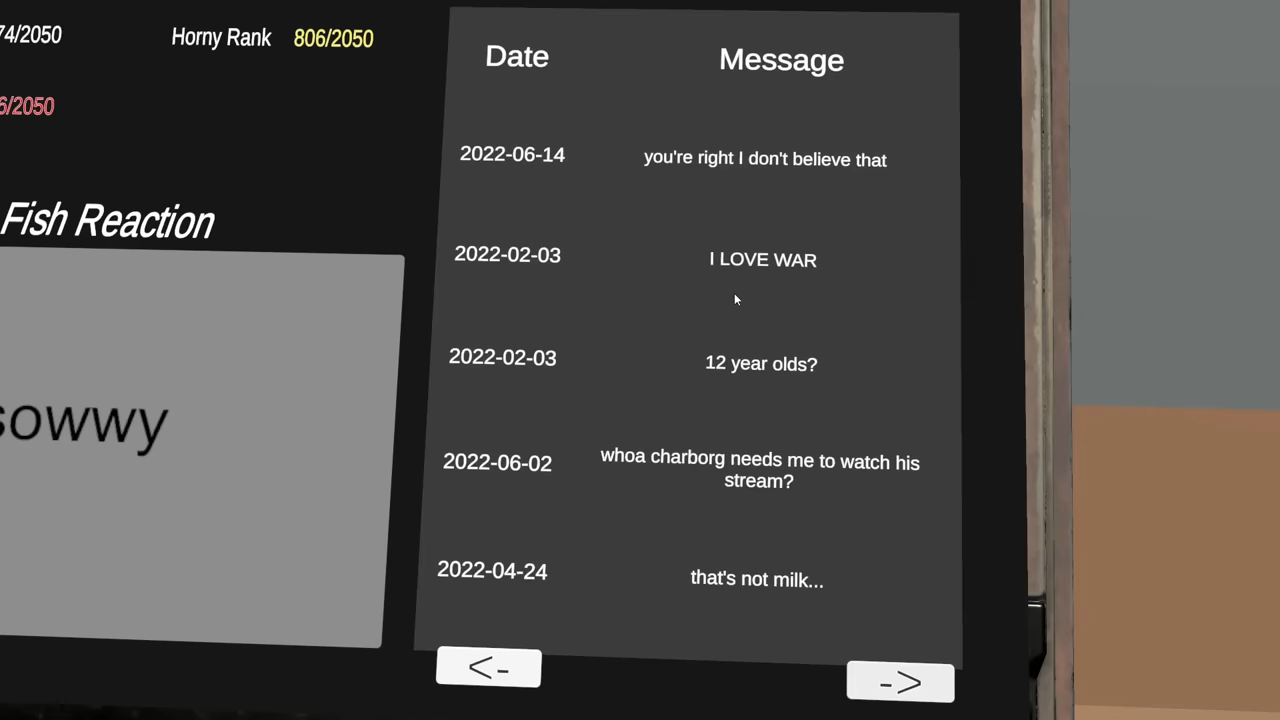 74/2050
Horny Rank 806/2050
6/2050
Fish Reaction
sowwy
Date Message
2022-06-14 you're right I don't believe that
2022-02-03 I LOVE WAR
2022-02-03 12 year olds?
2022-06-02 whoa charborg needs me to watch his
stream?
2022-04-24 that's not milk...
<- ->